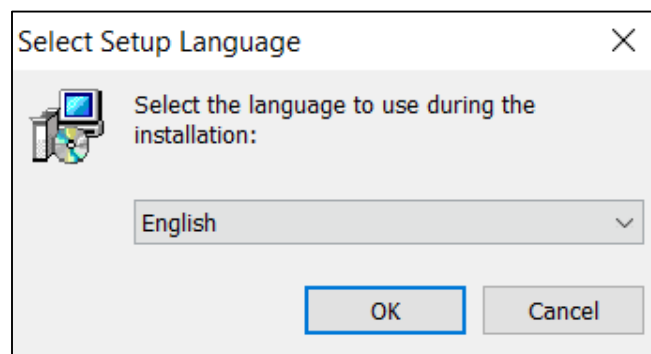 Select Setup Language
Select the language to use during the
installation:
English
OK
Cancel